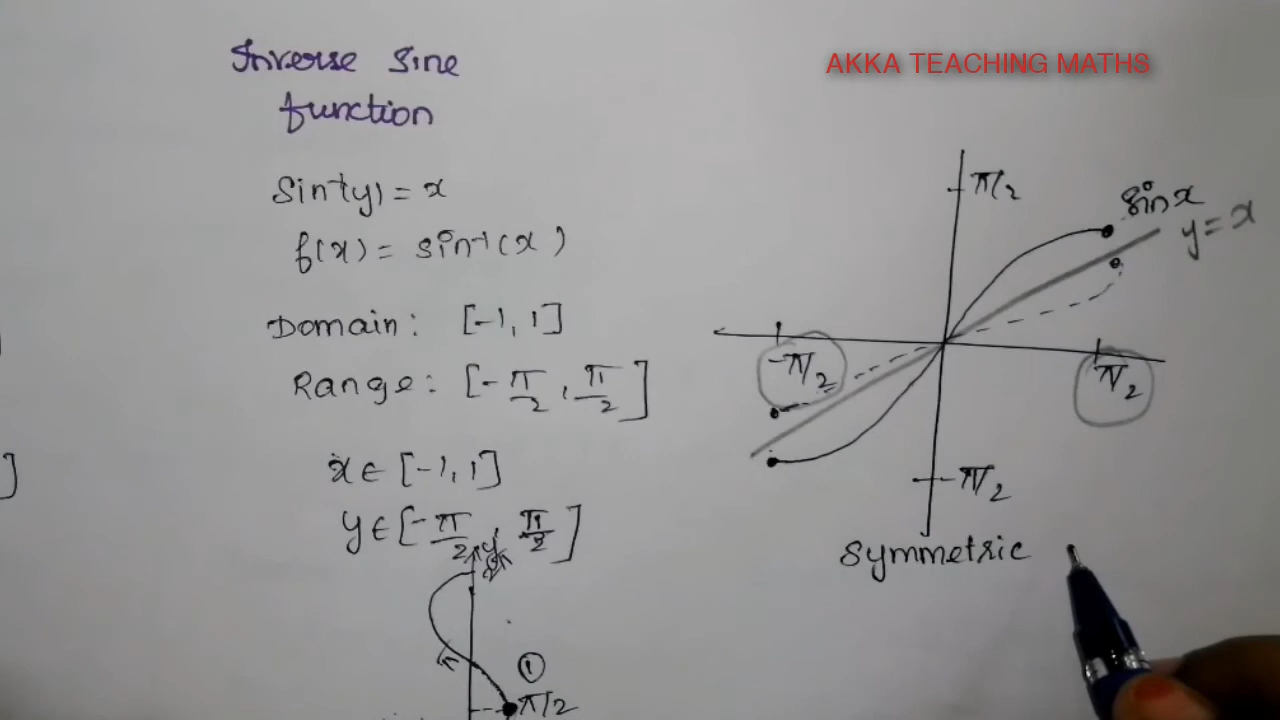 Inverse Sine
function
AKKA TEACHING MATHS
Sin⁻¹(y) = x
f(x) = sin⁻¹(x)
Domain: [-1, 1]
Range: [-π/2, π/2]
x ∈ [-1, 1]
y ∈ [-π/2, π/2]
y
①
π/2
π/2
sin x
y = x
-π/2
π/2
-π/2
Symmetric
]